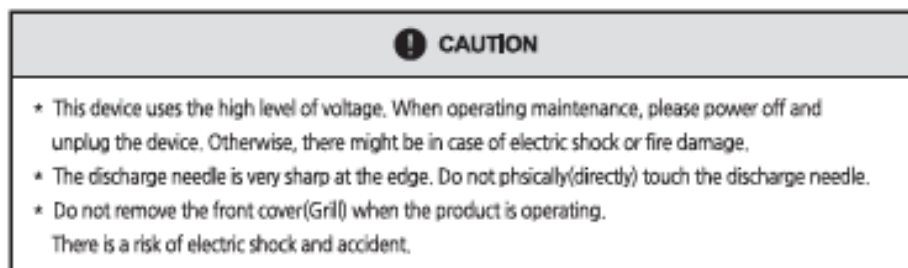 CAUTION
* This device uses the high level of voltage. When operating maintenance, please power off and
unplug the device. Otherwise, there might be in case of electric shock or fire damage.
* The discharge needle is very sharp at the edge. Do not phsically(directly) touch the discharge needle.
* Do not remove the front cover(Grill) when the product is operating.
There is a risk of electric shock and accident.